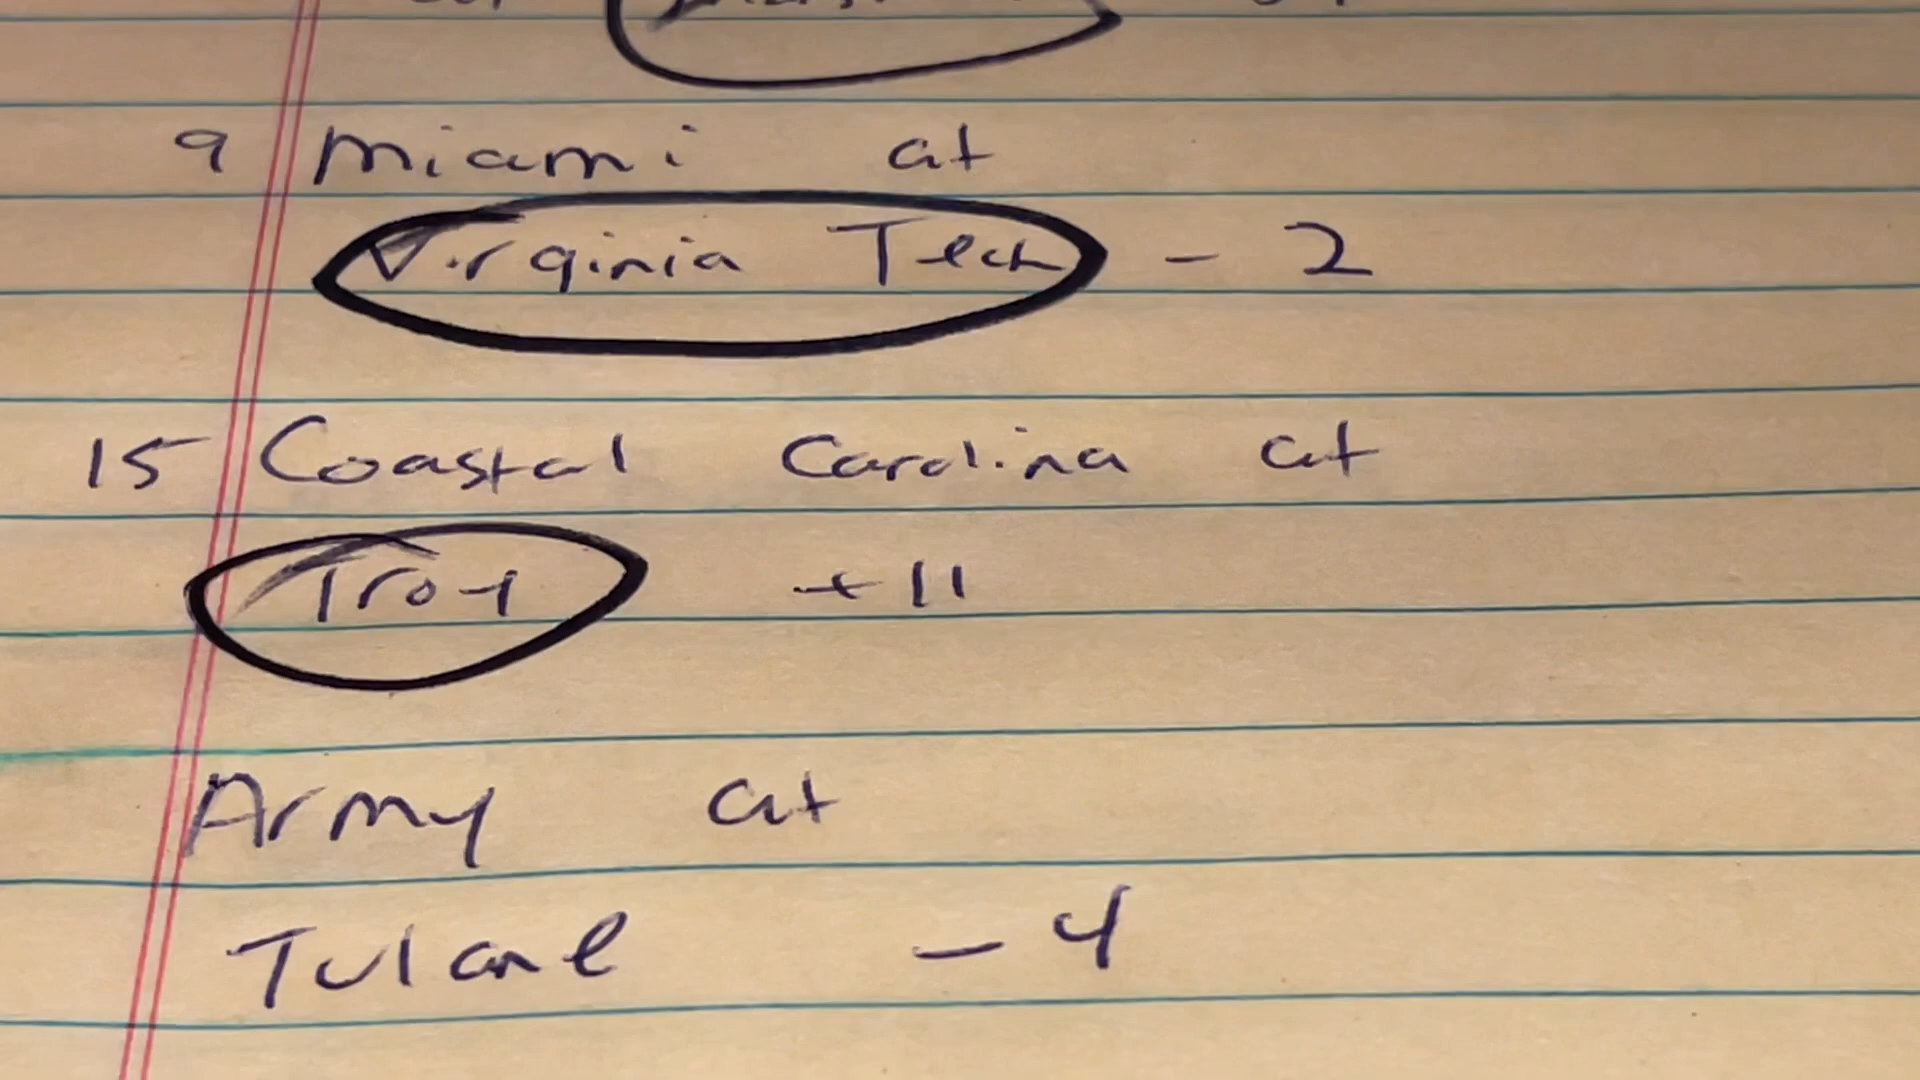 9 Miami at
Virginia Tech - 2
15 Coastal Carolina at
Troy +11
Army at
Tulane - 4